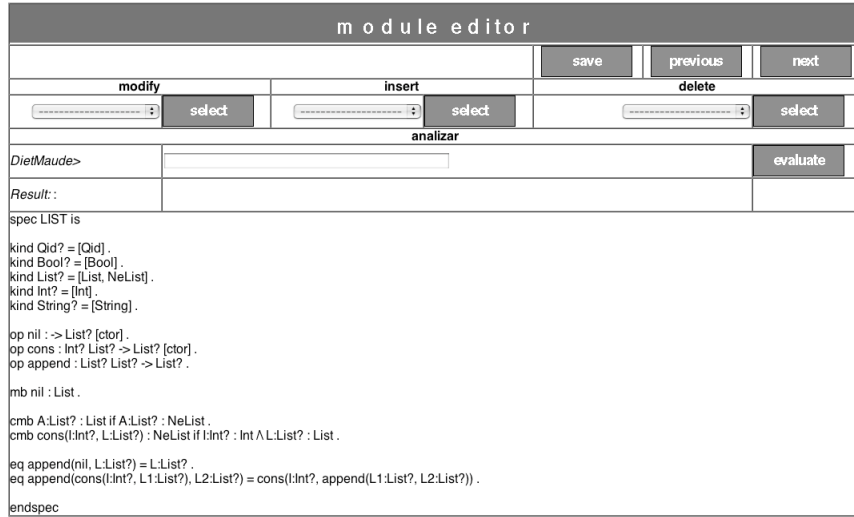 module editor
save previous next
modify insert delete
-------------------- select -------------------- select -------------------- select
analizar
DietMaude> evaluate
Result: :
spec LIST is
kind Qid? = [Qid] .
kind Bool? = [Bool] .
kind List? = [List, NeList] .
kind Int? = [Int] .
kind String? = [String] .
op nil : -> List? [ctor] .
op cons : Int? List? -> List? [ctor] .
op append : List? List? -> List? .
mb nil : List .
cmb A:List? : List if A:List? : NeList .
cmb cons(I:Int?, L:List?) : NeList if I:Int? : Int /\ L:List? : List .
eq append(nil, L:List?) = L:List? .
eq append(cons(I:Int?, L1:List?), L2:List?) = cons(I:Int?, append(L1:List?, L2:List?)) .
endspec